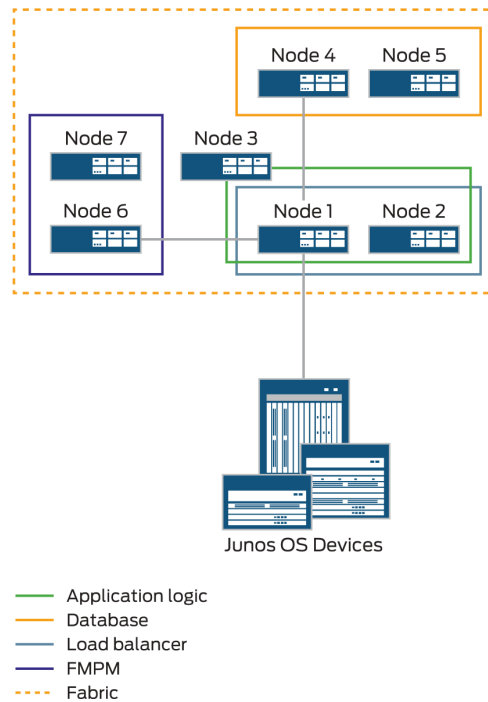 Node 4 Node 5
Node 7 Node 3
Node 6 Node 1 Node 2
Junos OS Devices
Application logic
Database
Load balancer
FMPM
Fabric